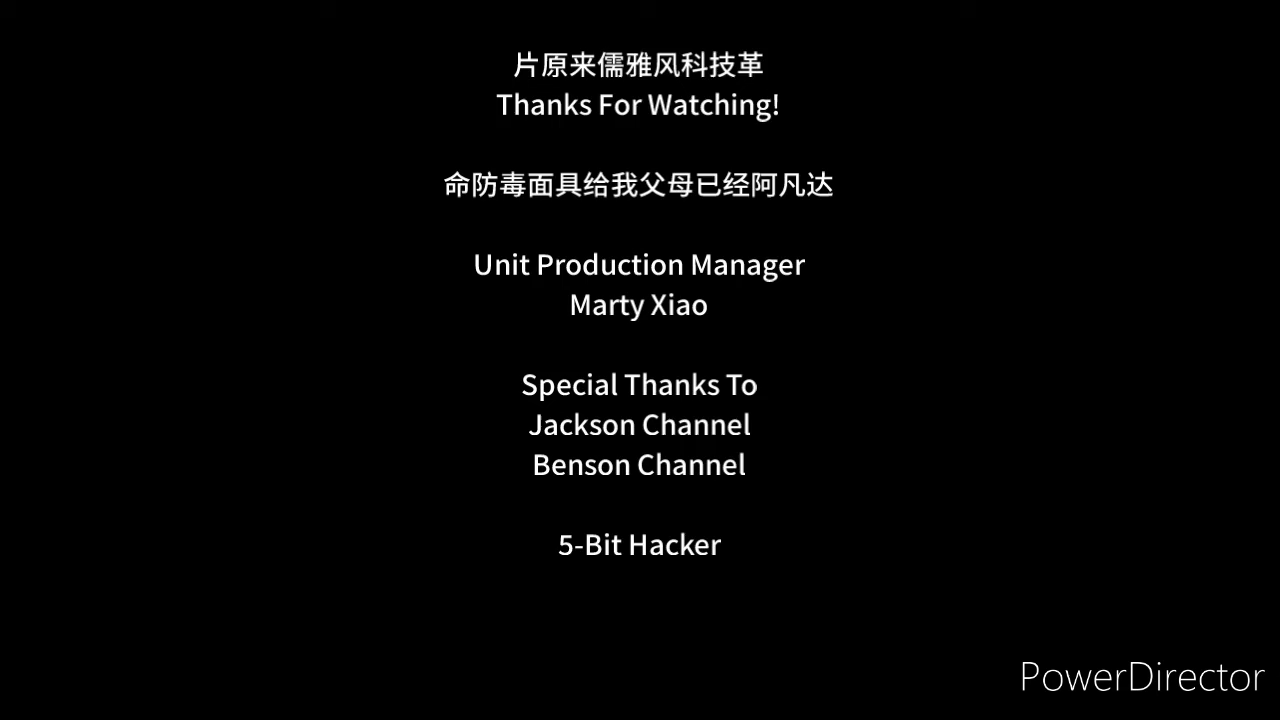 片原来儒雅风科技革
Thanks For Watching!
命防毒面具给我父母已经阿凡达
Unit Production Manager
Marty Xiao
Special Thanks To
Jackson Channel
Benson Channel
5-Bit Hacker
PowerDirector